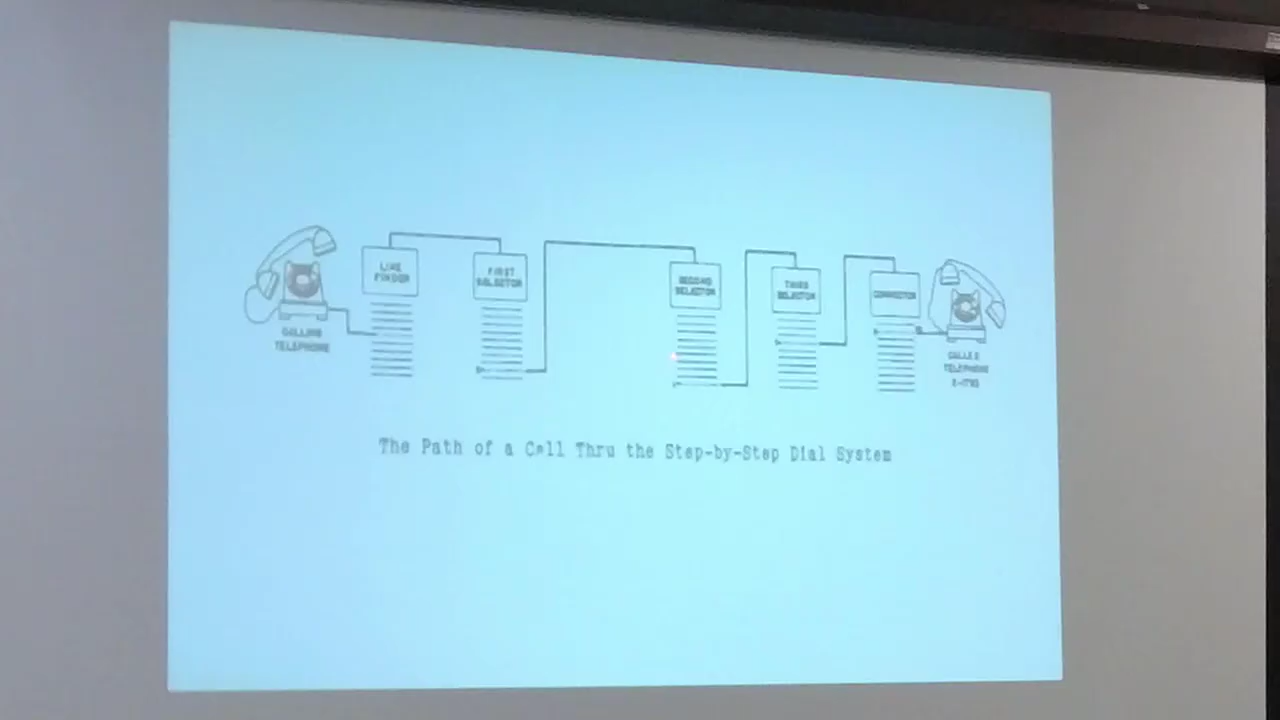 LINE
FINDER
FIRST
SELECTOR
SECOND
SELECTOR
THIRD
SELECTOR
CONNECTOR
CALLING
TELEPHONE
CALLED
TELEPHONE
The Path of a Call Thru the Step-by-Step Dial System